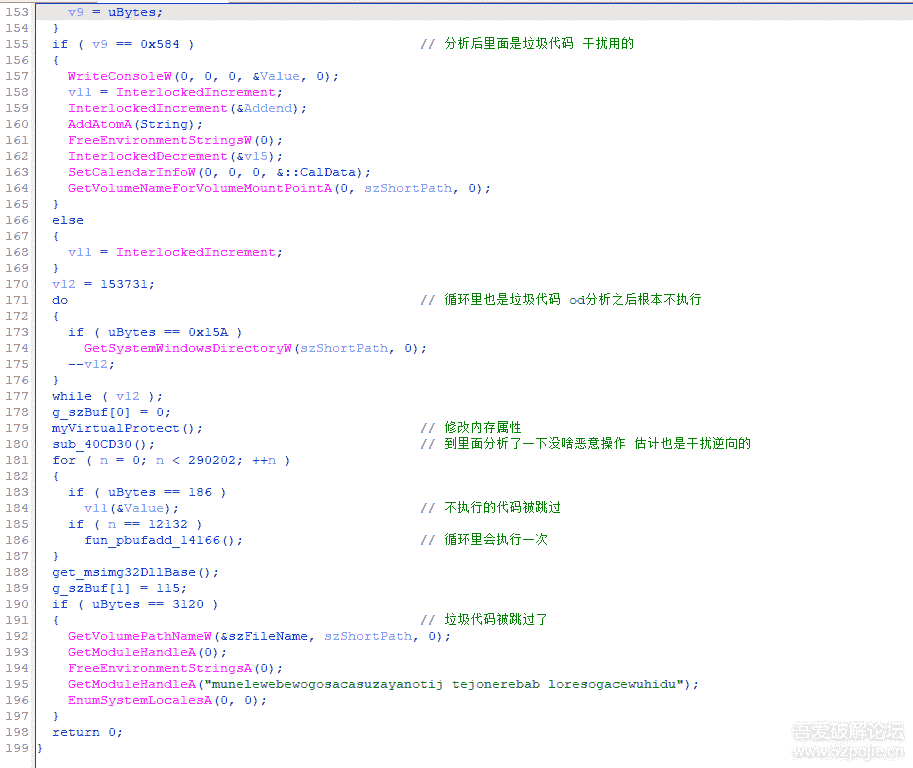 153 v9 = uBytes;
154 }
155 if ( v9 == 0x584 ) // 分析后里面是垃圾代码 干扰用的
156 {
157 WriteConsoleW(0, 0, 0, &Value, 0);
158 v11 = InterlockedIncrement;
159 InterlockedIncrement(&Addend);
160 AddAtomA(String);
161 FreeEnvironmentStringsW(0);
162 InterlockedDecrement(&v15);
163 SetCalendarInfoW(0, 0, 0, &::CalData);
164 GetVolumeNameForVolumeMountPointA(0, szShortPath, 0);
165 }
166 else
167 {
168 v11 = InterlockedIncrement;
169 }
170 v12 = 153731;
171 do // 循环里也是垃圾代码 od分析之后根本不执行
172 {
173 if ( uBytes == 0x15A )
174 GetSystemWindowsDirectoryW(szShortPath, 0);
175 --v12;
176 }
177 while ( v12 );
178 g_szBuf[0] = 0;
179 myVirtualProtect(); // 修改内存属性
180 sub_40CD30(); // 到里面分析了一下没啥恶意操作 估计也是干扰逆向的
181 for ( n = 0; n < 290202; ++n )
182 {
183 if ( uBytes == 186 )
184 v11(&Value); // 不执行的代码被跳过
185 if ( n == 12132 )
186 fun_pbufadd_14166(); // 循环里会执行一次
187 }
188 get_msimg32DllBase();
189 g_szBuf[1] = 115;
190 if ( uBytes == 3120 )
191 { // 垃圾代码被跳过了
192 GetVolumePathNameW(&szFileName, szShortPath, 0);
193 GetModuleHandleA(0);
194 FreeEnvironmentStringsA(0);
195 GetModuleHandleA("munelewebewogosacasuzayanotij tejonerebab loresogacewuhidu");
196 EnumSystemLocalesA(0, 0);
197 }
198 return 0;
199 }
吾爱破解论坛
www.52pojie.cn